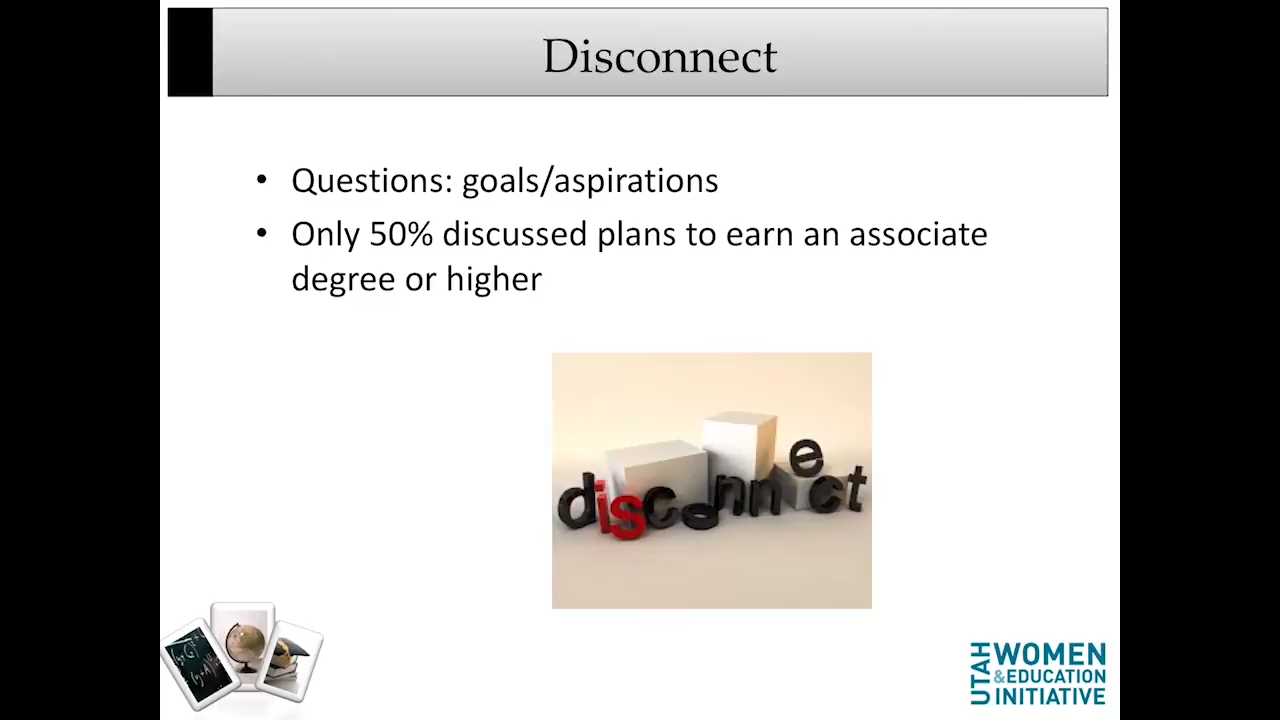 Disconnect
• Questions: goals/aspirations
• Only 50% discussed plans to earn an associate
degree or higher
disconnect
UTAH WOMEN
& EDUCATION
INITIATIVE